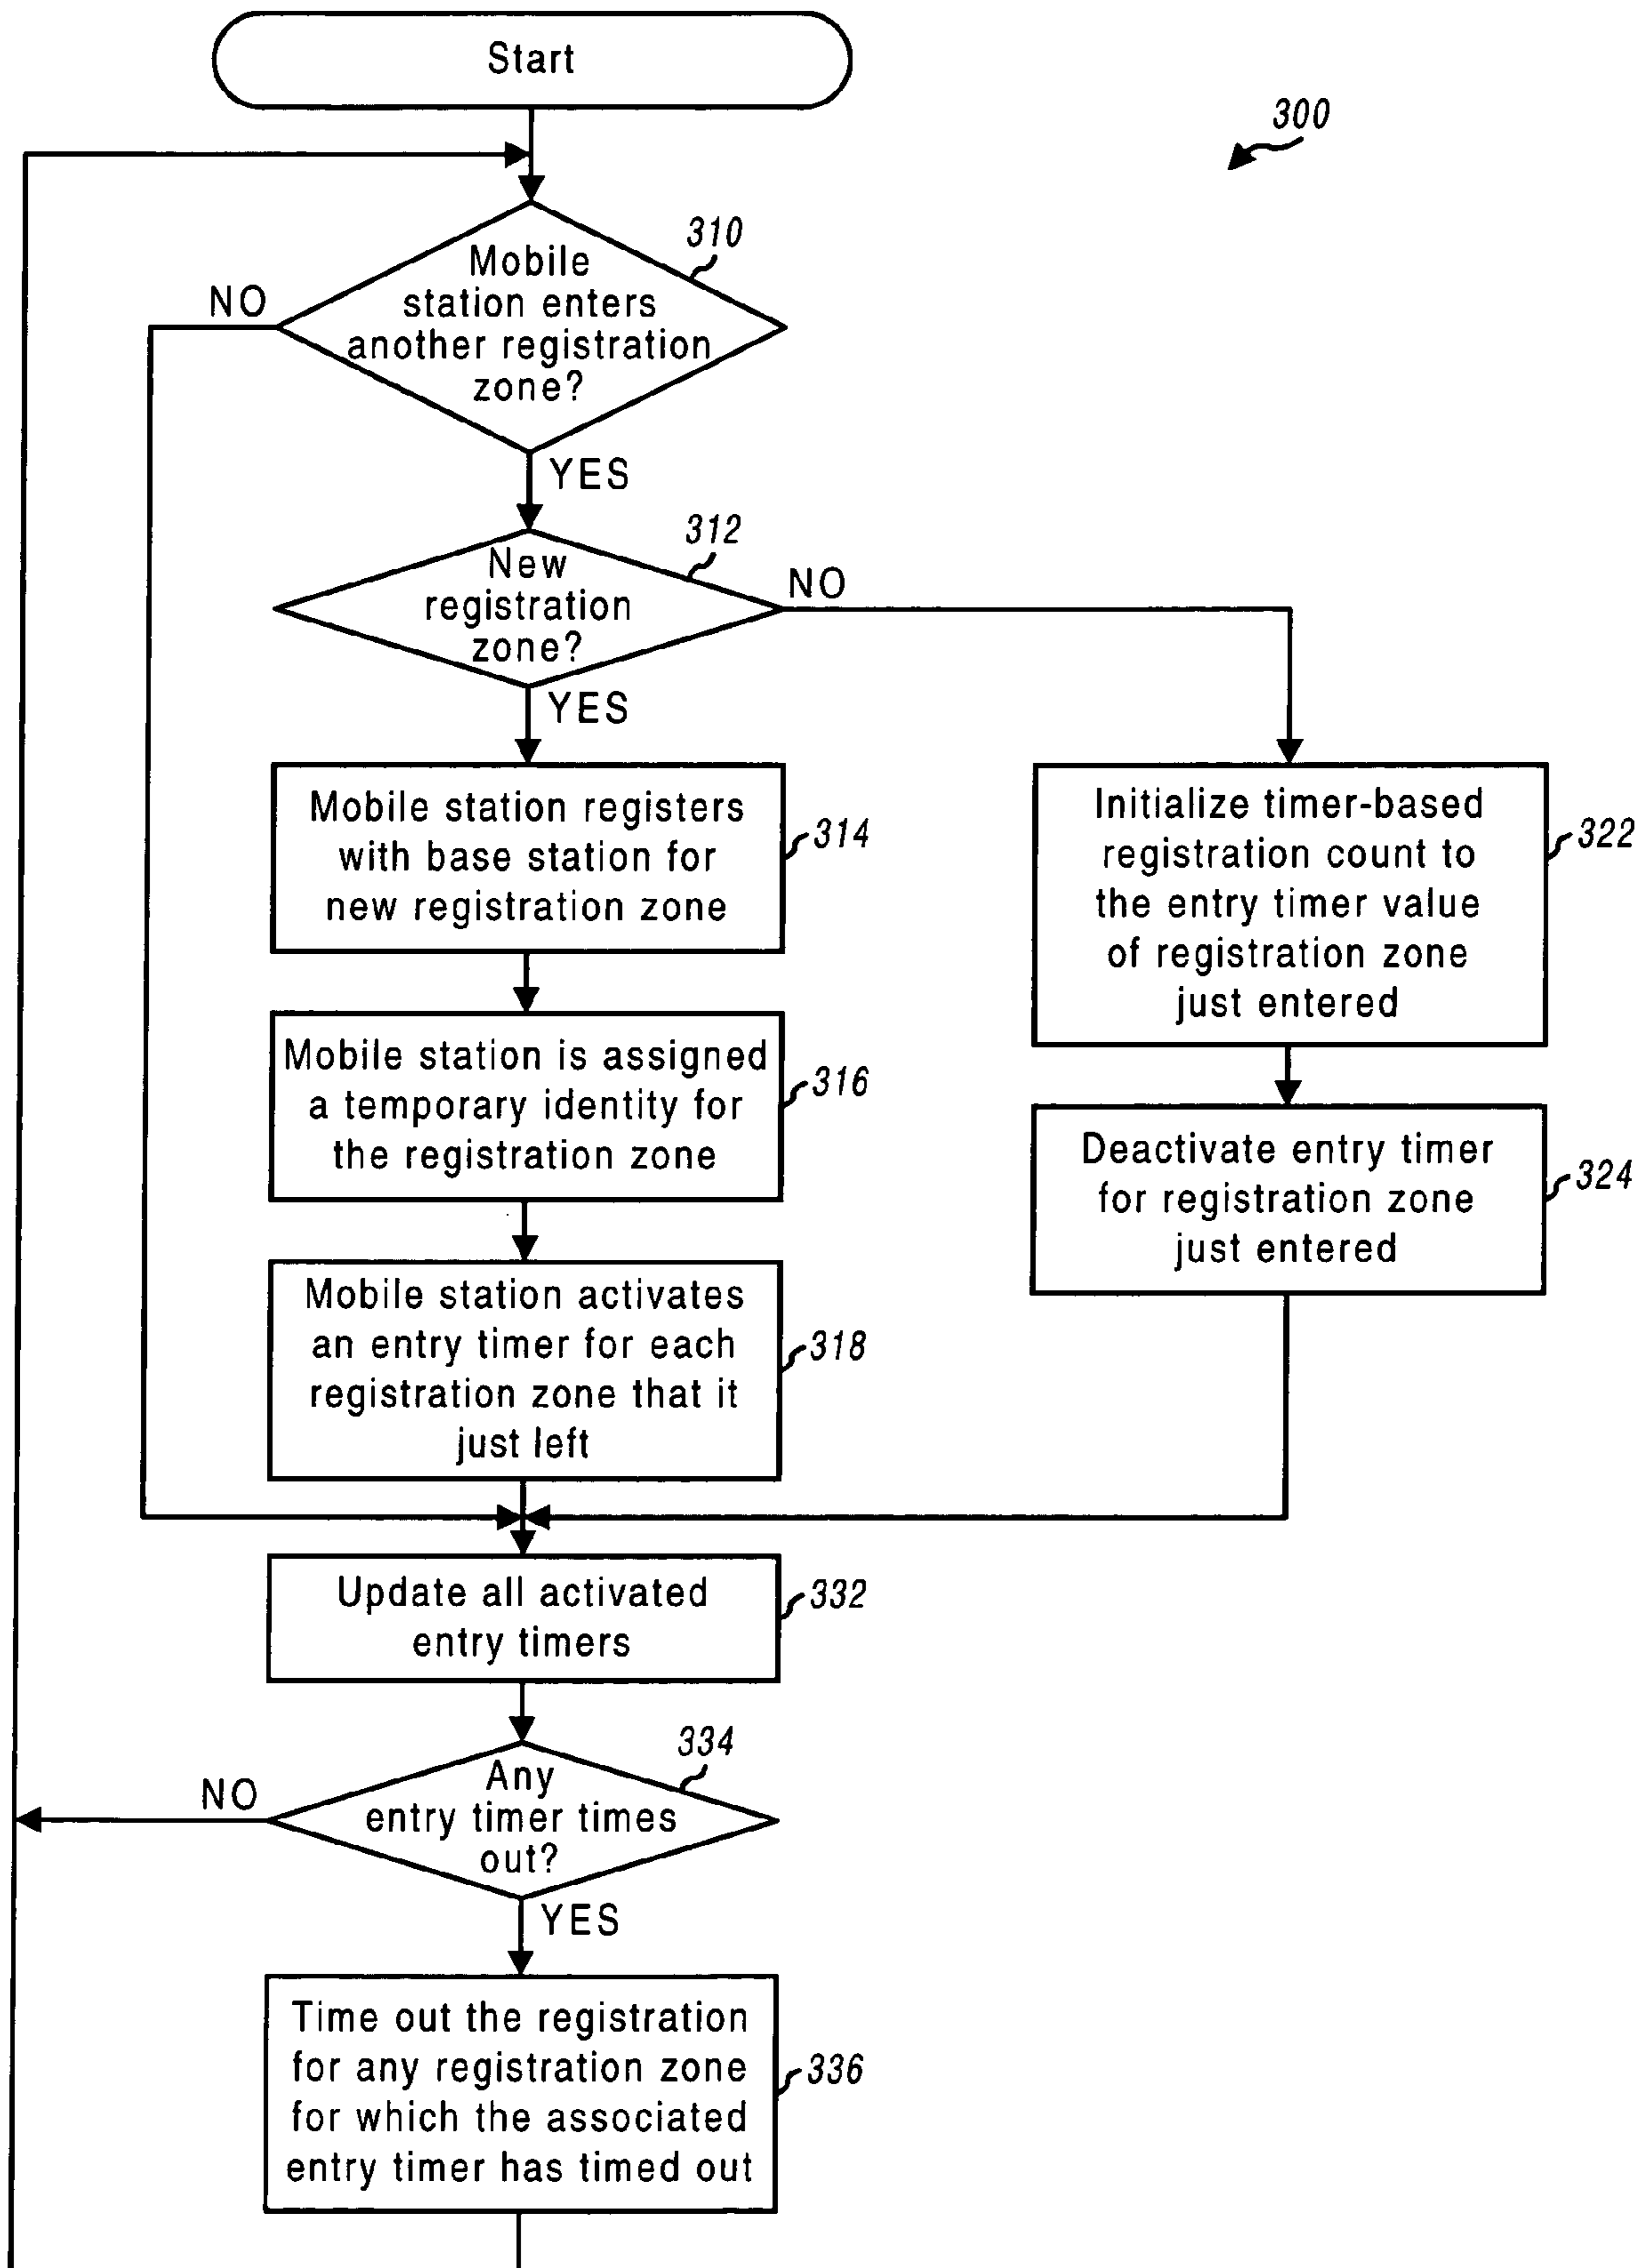 Start
300
310
Mobile
station enters
another registration
zone?
NO
YES
312
New
registration
zone?
NO
YES
Mobile station registers
with base station for
new registration zone
314
Initialize timer-based
registration count to
the entry timer value
of registration zone
just entered
322
Mobile station is assigned
a temporary identity for
the registration zone
316
Deactivate entry timer
for registration zone
just entered
324
Mobile station activates
an entry timer for each
registration zone that it
just left
318
Update all activated
entry timers
332
334
Any
entry timer times
out?
NO
YES
Time out the registration
for any registration zone
for which the associated
entry timer has timed out
336